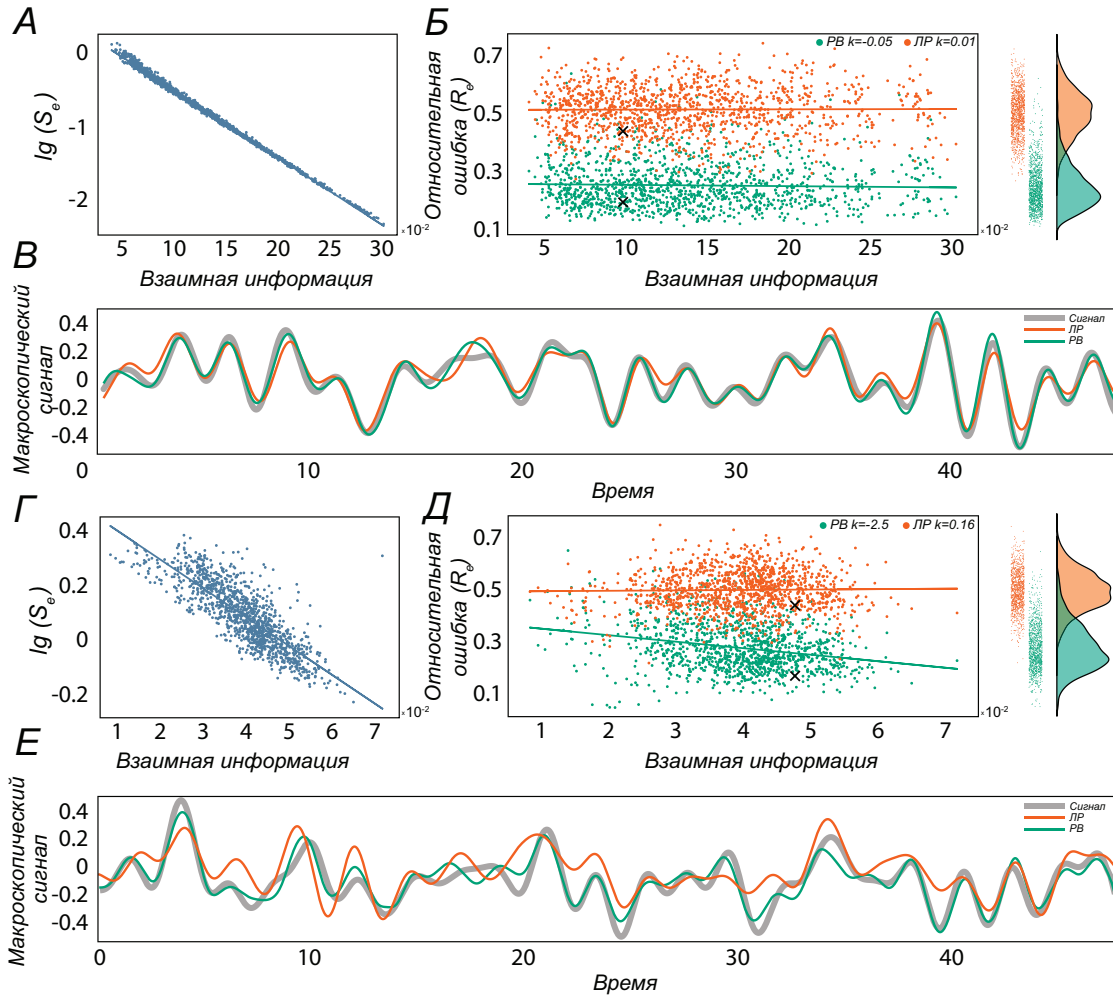 А
lg (Sₑ)
0
-1
-2
5
10
15
20
25
30
×10⁻²
Взаимная информация
Б
Относительная
ошибка (Rₑ)
0.7
0.5
0.3
0.1
РВ k=-0.05
ЛР k=0.01
5
10
15
20
25
30
×10⁻²
Взаимная информация
В
Макроскопический
сигнал
0.4
0.2
0
-0.2
-0.4
Сигнал
ЛР
РВ
0
10
20
30
40
Время
Г
lg (Sₑ)
0.4
0.2
0
-0.2
1
2
3
4
5
6
7
×10⁻²
Взаимная информация
Д
Относительная
ошибка (Rₑ)
0.7
0.5
0.3
0.1
РВ k=-2.5
ЛР k=0.16
1
2
3
4
5
6
7
×10⁻²
Взаимная информация
Е
Макроскопический
сигнал
0.4
0.2
0
-0.2
-0.4
Сигнал
ЛР
РВ
0
10
20
30
40
Время